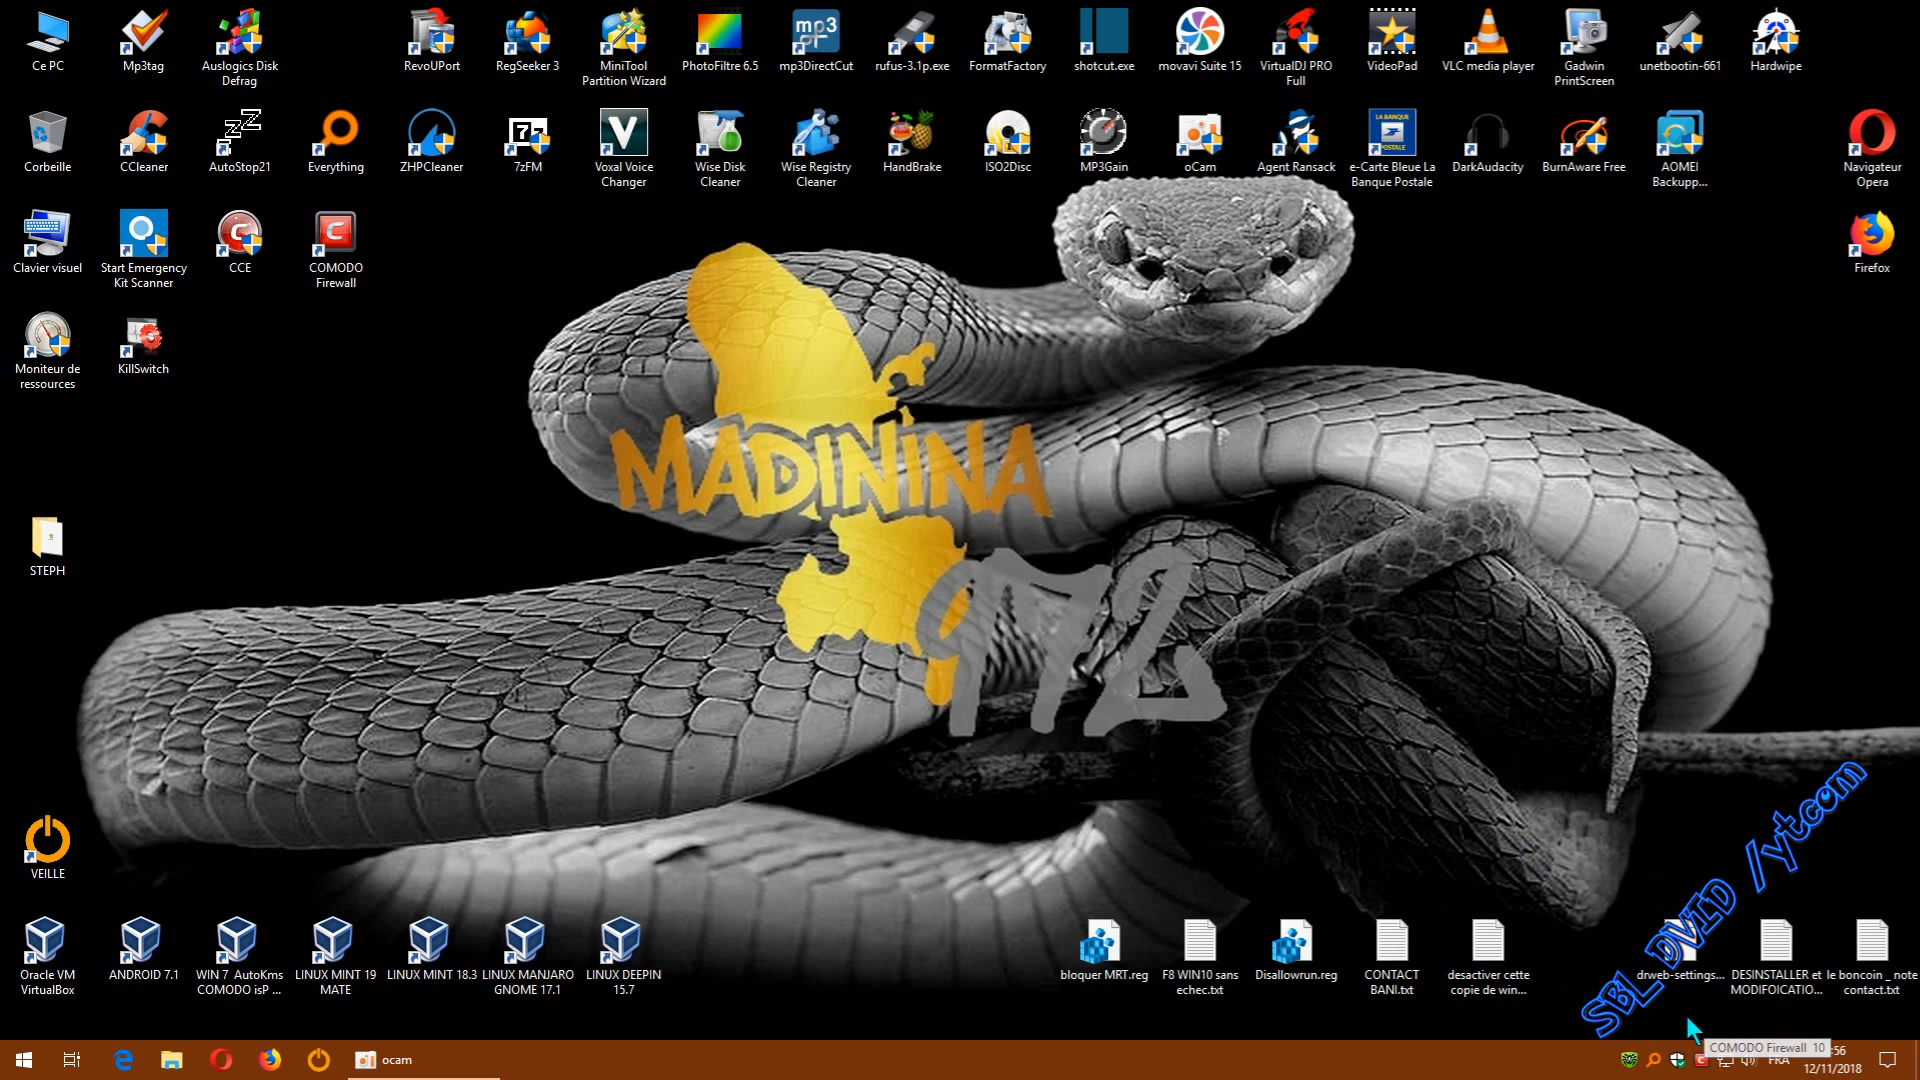 Ce PC
Mp3tag
Auslogics Disk
Defrag
RevoUPort
RegSeeker 3
MiniTool
Partition Wizard
PhotoFiltre 6.5
mp3DirectCut
rufus-3.1p.exe
FormatFactory
shotcut.exe
movavi Suite 15
VirtualDJ PRO
Full
VideoPad
VLC media player
Gadwin
PrintScreen
unetbootin-661
Hardwipe
Corbeille
CCleaner
AutoStop21
Everything
ZHPCleaner
7zFM
Voxal Voice
Changer
Wise Disk
Cleaner
Wise Registry
Cleaner
HandBrake
ISO2Disc
MP3Gain
oCam
Agent Ransack
LA BANQUE
POSTALE
e-Carte Bleue La
Banque Postale
DarkAudacity
BurnAware Free
AOMEI
Backupp...
Navigateur
Opera
Clavier visuel
Start Emergency
Kit Scanner
CCE
COMODO
Firewall
Firefox
Moniteur de
ressources
KillSwitch
MADININA
972
STEPH
VEILLE
SBL DVID /ytcom
Oracle VM
VirtualBox
ANDROID 7.1
WIN 7 AutoKms
COMODO isP ...
LINUX MINT 19
MATE
LINUX MINT 18.3
LINUX MANJARO
GNOME 17.1
LINUX DEEPIN
15.7
bloquer MRT.reg
F8 WIN10 sans
echec.txt
Disallowrun.reg
CONTACT
BANI.txt
desactiver cette
copie de win...
drweb-settings...
DESINSTALLER et
MODIFOICATIO...
le boncoin _ note
contact.txt
ocam
COMODO Firewall 10
FRA
:56
12/11/2018